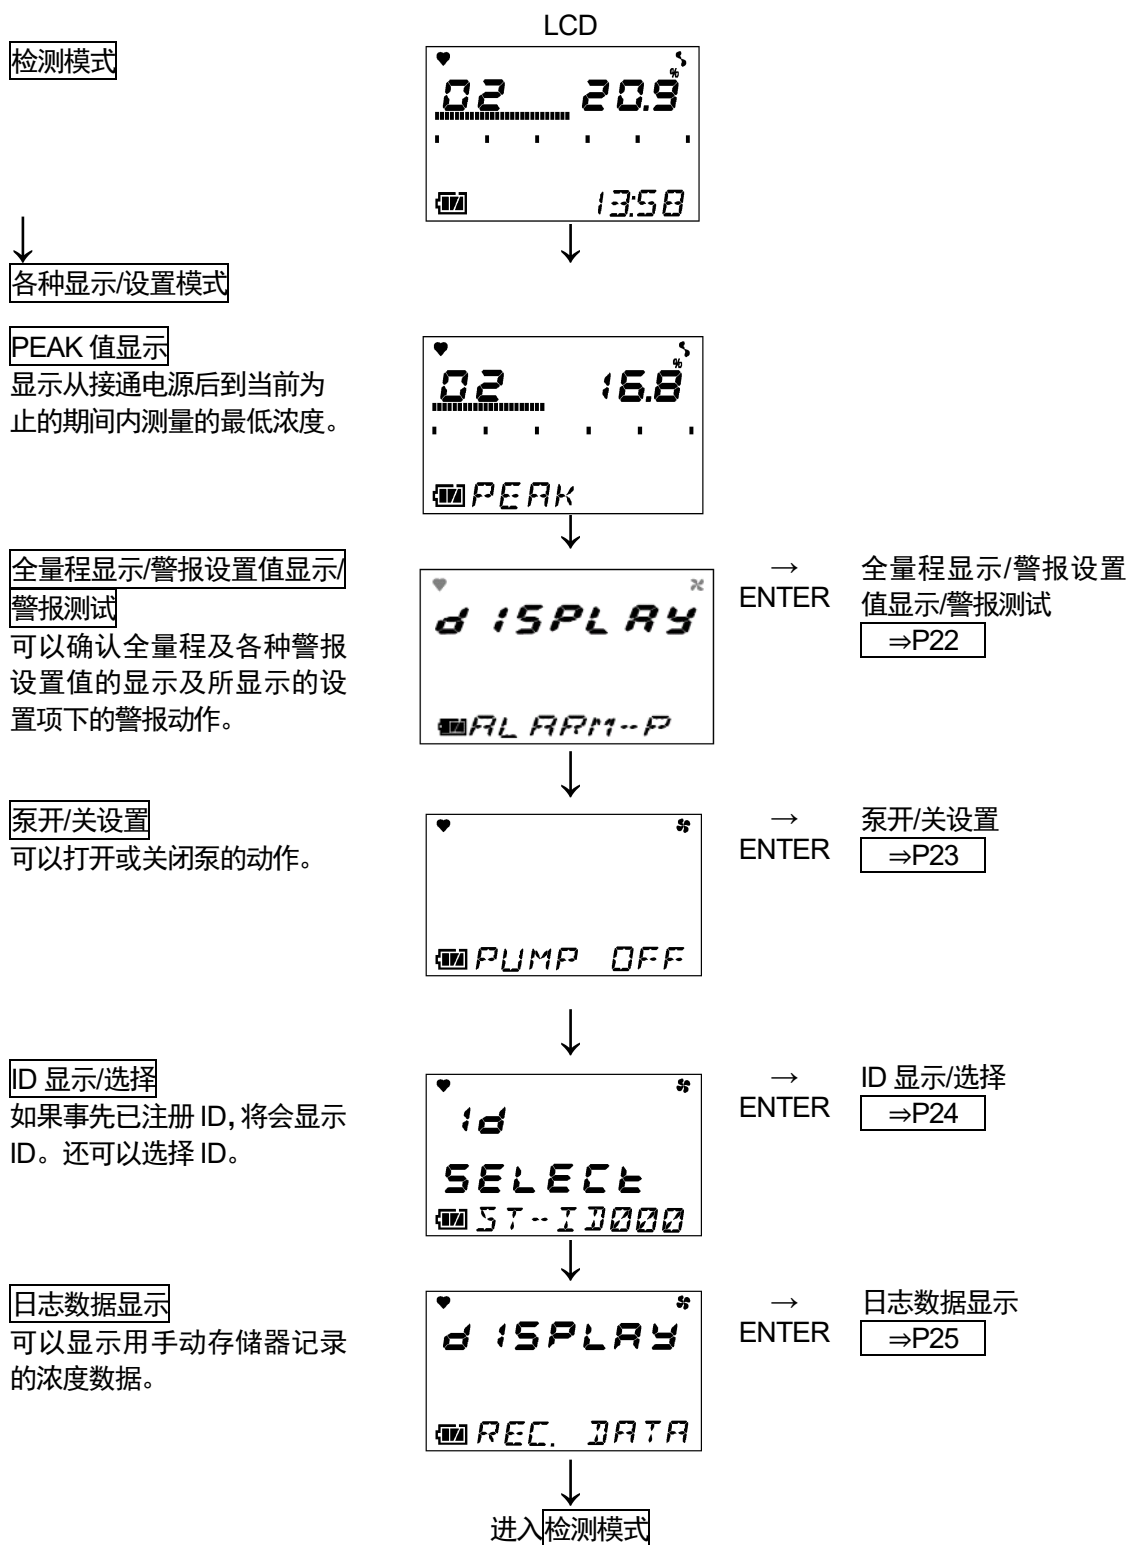 LCD
检测模式
O2 20.9%
13:58
↓ ↓
各种显示/设置模式
PEAK 值显示
显示从接通电源后到当前为
止的期间内测量的最低浓度。
O2 16.8%
PEAK
↓
全量程显示/警报设置值显示/
警报测试
可以确认全量程及各种警报
设置值的显示及所显示的设
置项下的警报动作。
dISPLAY
ALARM--P
→
ENTER
全量程显示/警报设置
值显示/警报测试
⇒P22
↓
泵开/关设置
可以打开或关闭泵的动作。
PUMP OFF
→
ENTER
泵开/关设置
⇒P23
↓
ID 显示/选择
如果事先已注册 ID，将会显示
ID。还可以选择 ID。
Id
SELECt
ST--ID000
→
ENTER
ID 显示/选择
⇒P24
↓
日志数据显示
可以显示用手动存储器记录
的浓度数据。
dISPLAY
REC. DATA
→
ENTER
日志数据显示
⇒P25
↓
进入检测模式